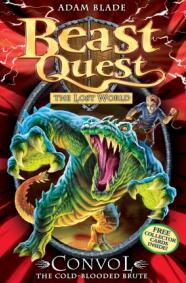 ADAM BLADE
Beast
Quest
THE LOST WORLD
FREE
COLLECTOR
CARDS
INSIDE!
CONVOL
THE COLD-BLOODED BRUTE